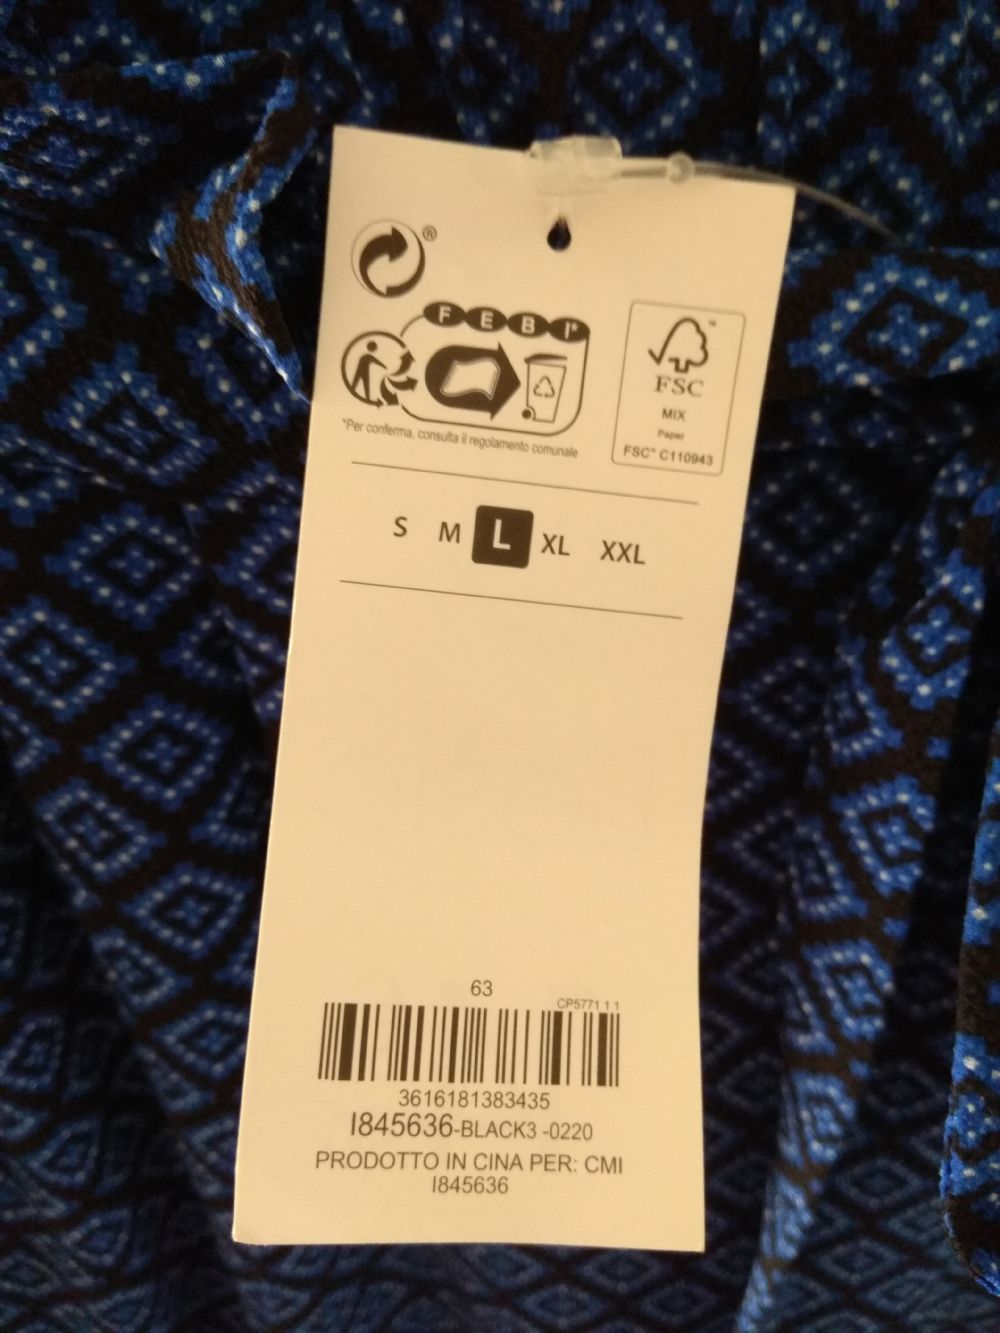 ®
F E B I*
*Per conferma, consulta il regolamento comunale
™
FSC
MIX
Paper
FSC™ C110943
S M L XL XXL
63
CP5771 1 1
3616181383435
I845636-BLACK3 -0220
PRODOTTO IN CINA PER: CMI
I845636